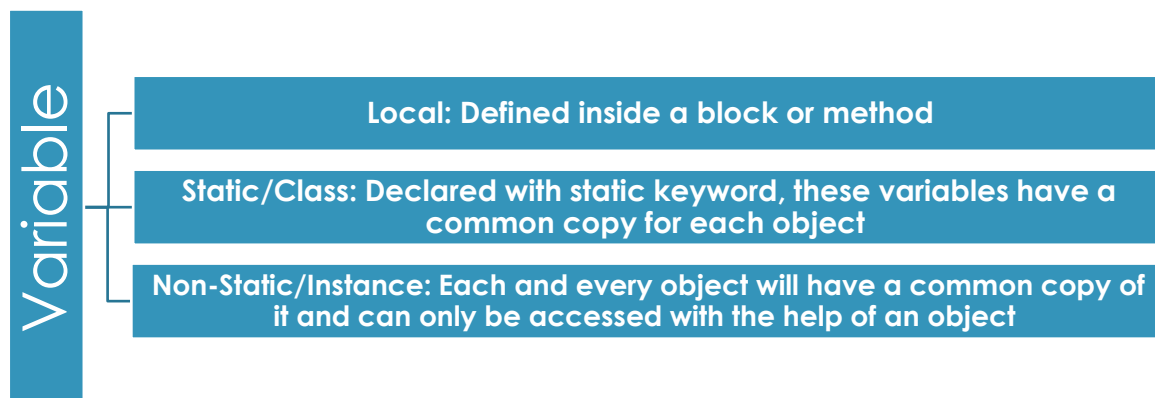 Variable
Local: Defined inside a block or method
Static/Class: Declared with static keyword, these variables have a
common copy for each object
Non-Static/Instance: Each and every object will have a common copy of
it and can only be accessed with the help of an object